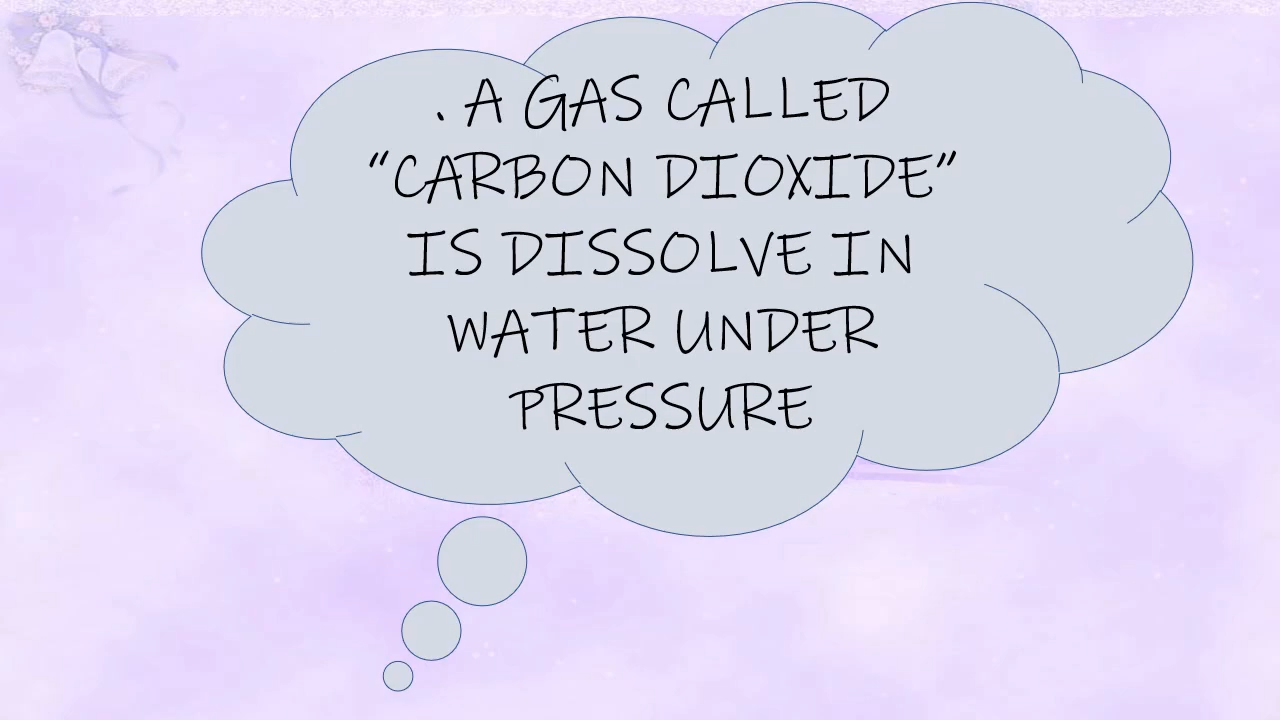 . A GAS CALLED
“CARBON DIOXIDE”
IS DISSOLVE IN
WATER UNDER
PRESSURE